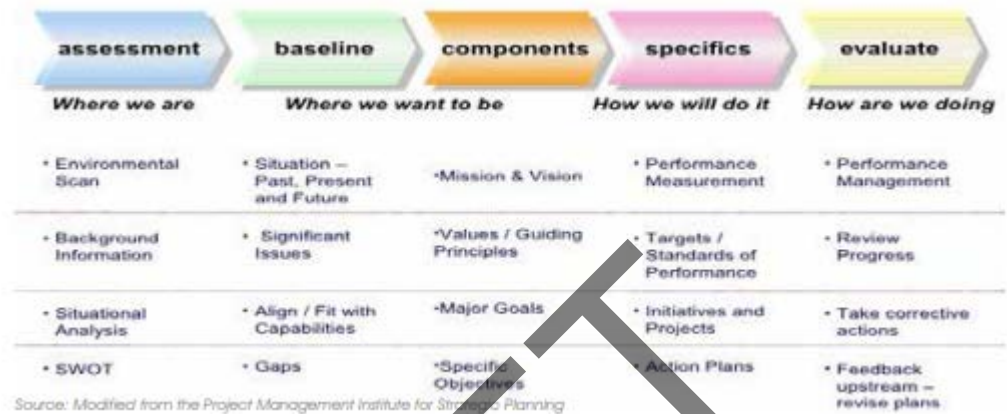 assessment baseline components specifics evaluate
Where we are Where we want to be How we will do it How are we doing
• Environmental Scan
• Situation – Past, Present and Future
•Mission & Vision
• Performance Measurement
• Performance Management
• Background Information
• Significant Issues
•Values / Guiding Principles
• Targets / Standards of Performance
• Review Progress
• Situational Analysis
• Align / Fit with Capabilities
•Major Goals
• Initiatives and Projects
• Take corrective actions
• SWOT
• Gaps
•Specific Objectives
• Action Plans
• Feedback upstream – revise plans
Source: Modified from the Project Management Institute for Strategic Planning